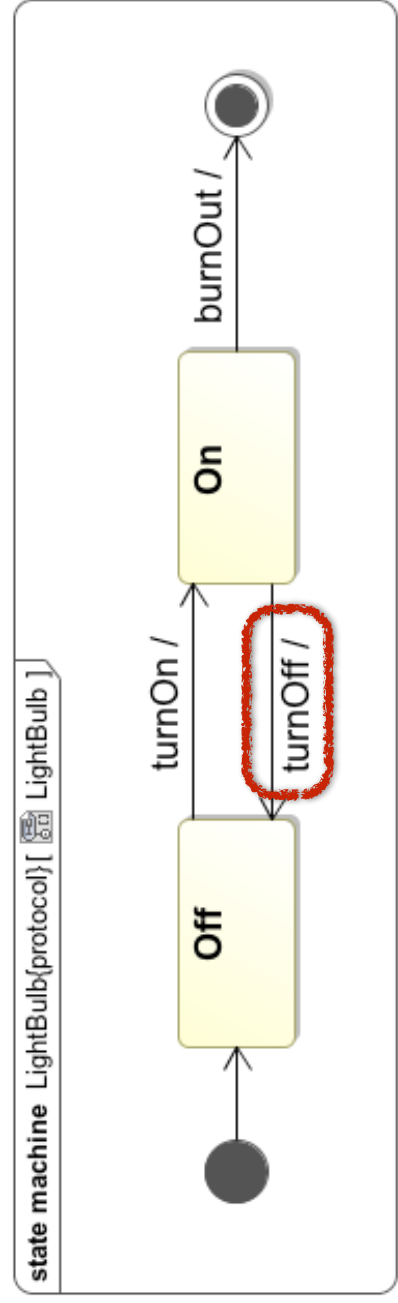 state machine LightBulb{protocol}[ LightBulb ]
turnOn /
Off
On
burnOut /
turnOff /